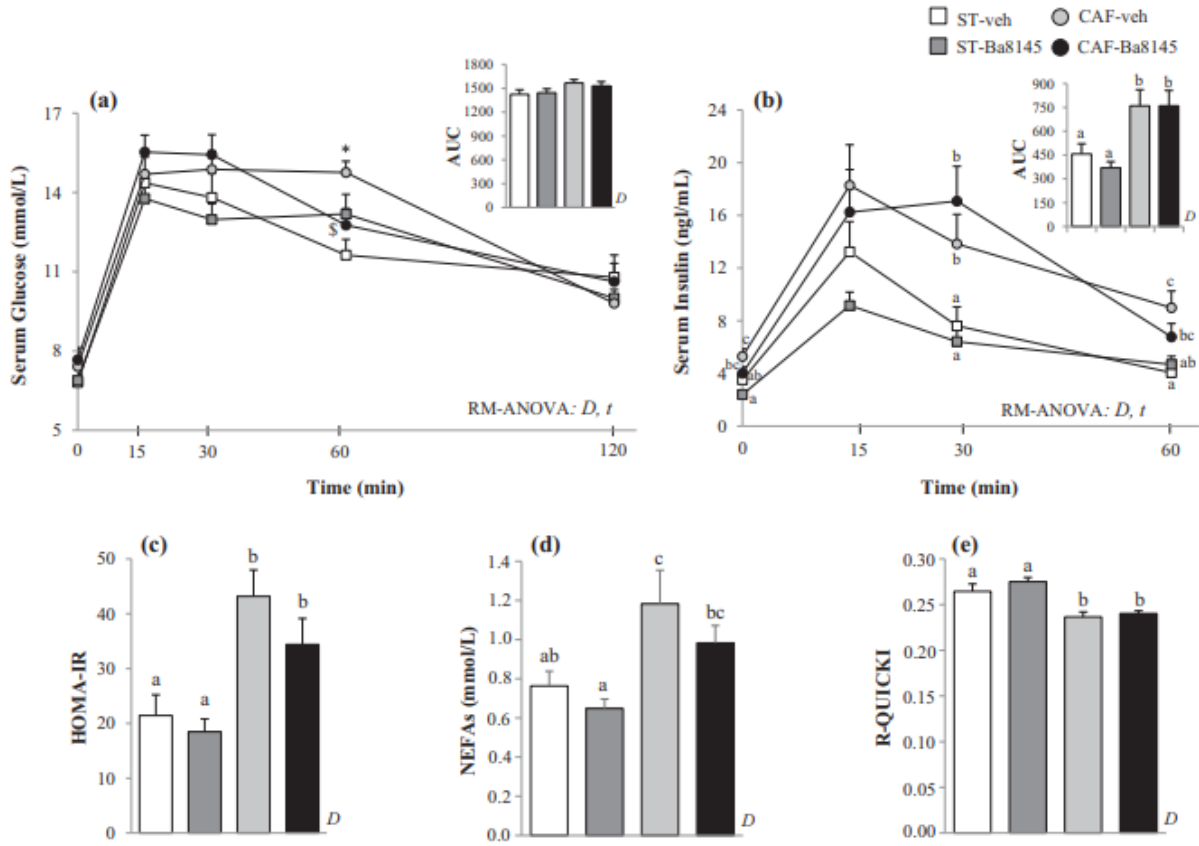 ST-veh CAF-veh
ST-Ba8145 CAF-Ba8145
(a)
Serum Glucose (mmol/L)
17
14
11
8
5
0 15 30 60 120
Time (min)
*
$
RM-ANOVA: D, t
AUC
1800
1500
1200
900
600
300
0
D
(b)
Serum Insulin (ngl/mL)
24
20
16
12
8
4
0
0 15 30 60
Time (min)
c
bc
ab
a
b
b
a
a
c
bc
ab
a
RM-ANOVA: D, t
AUC
900
750
600
450
300
150
0
a a b b
D
(c)
HOMA-IR
50
40
30
20
10
0
a a b b
D
(d)
NEFAs (mmol/L)
1.4
1.2
1.0
0.8
0.6
0.4
0.2
0.0
ab a c bc
D
(e)
R-QUICKI
0.30
0.25
0.20
0.15
0.10
0.05
0.00
a a b b
D